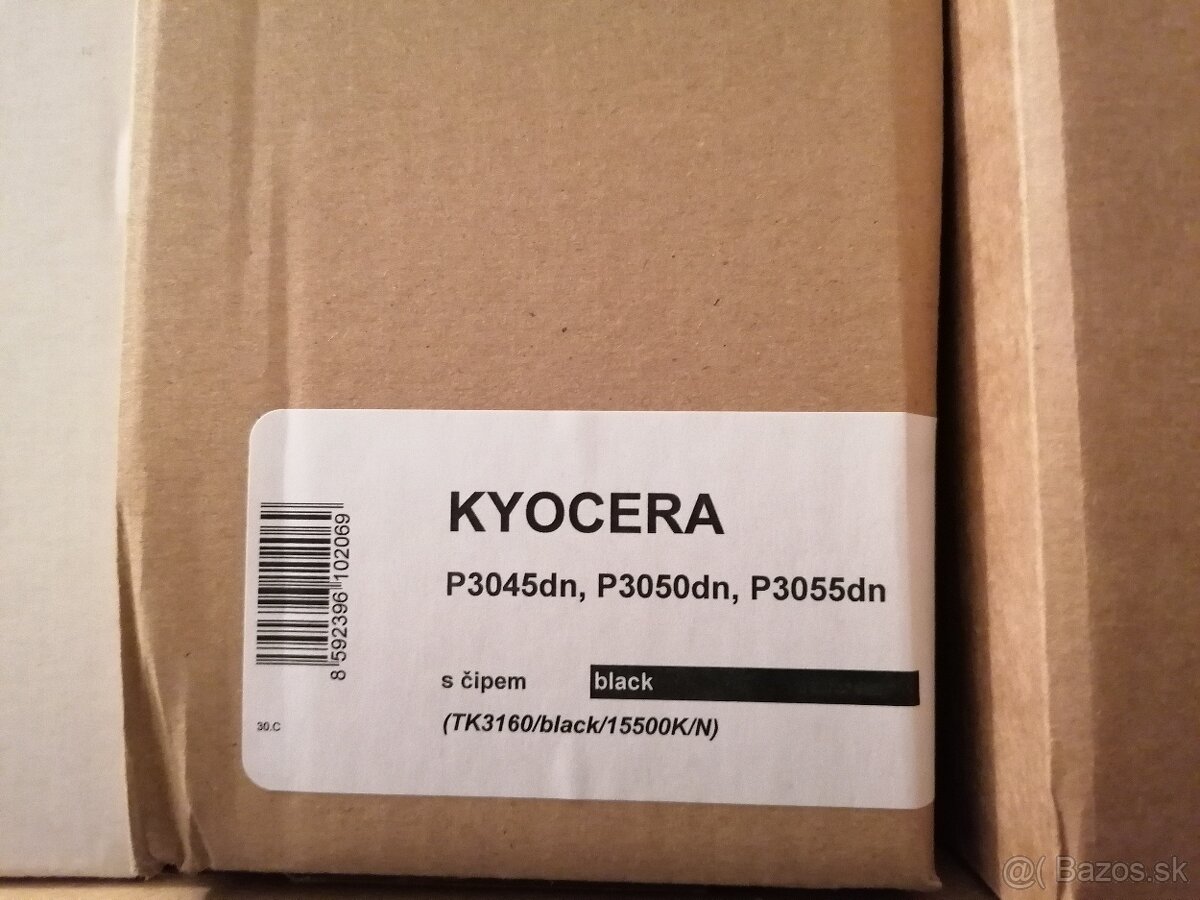 KYOCERA
P3045dn, P3050dn, P3055dn
s čipem black
(TK3160/black/15500K/N)
8 592396 102069
30.C
@( Bazos.sk